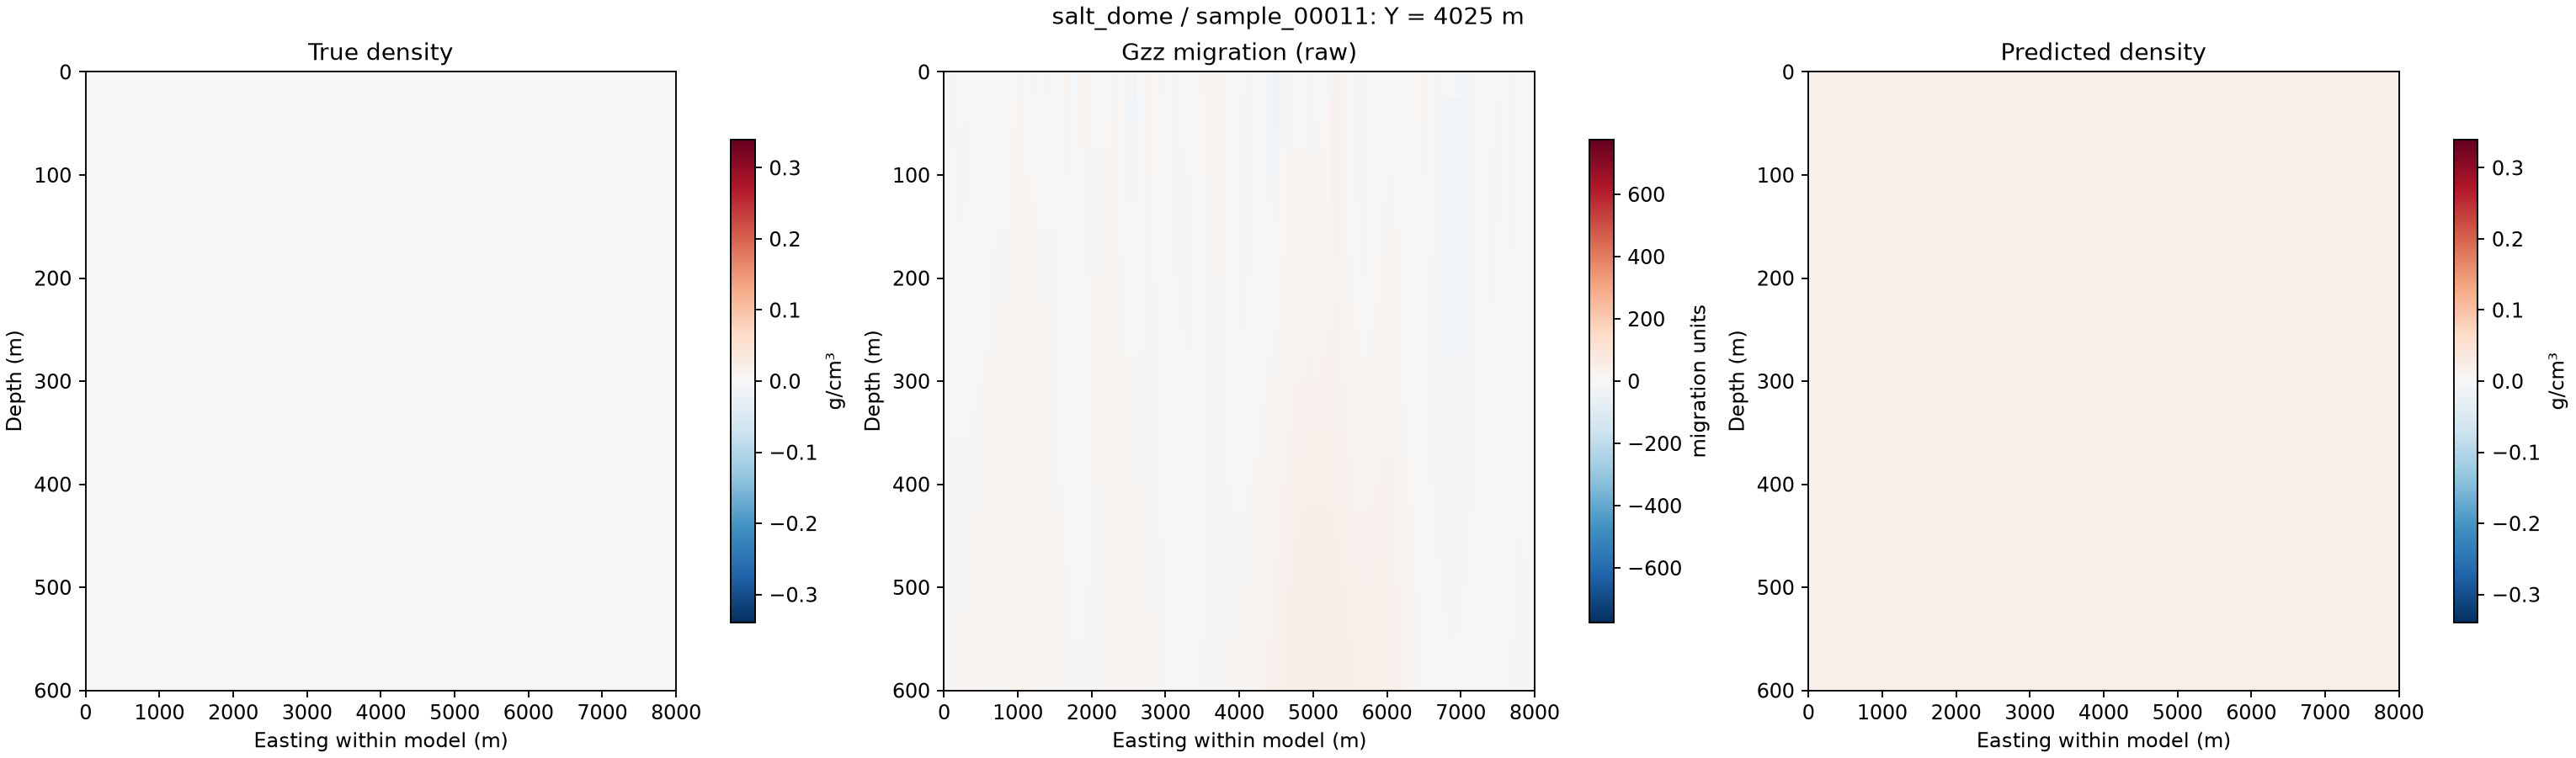 salt_dome / sample_00011: Y = 4025 m
True density
0
100
200
300
400
500
600
Depth (m)
0 1000 2000 3000 4000 5000 6000 7000 8000
Easting within model (m)
0.3
0.2
0.1
0.0
−0.1
−0.2
−0.3
g/cm³
Gzz migration (raw)
0
100
200
300
400
500
600
Depth (m)
0 1000 2000 3000 4000 5000 6000 7000 8000
Easting within model (m)
600
400
200
0
−200
−400
−600
migration units
Predicted density
0
100
200
300
400
500
600
Depth (m)
0 1000 2000 3000 4000 5000 6000 7000 8000
Easting within model (m)
0.3
0.2
0.1
0.0
−0.1
−0.2
−0.3
g/cm³